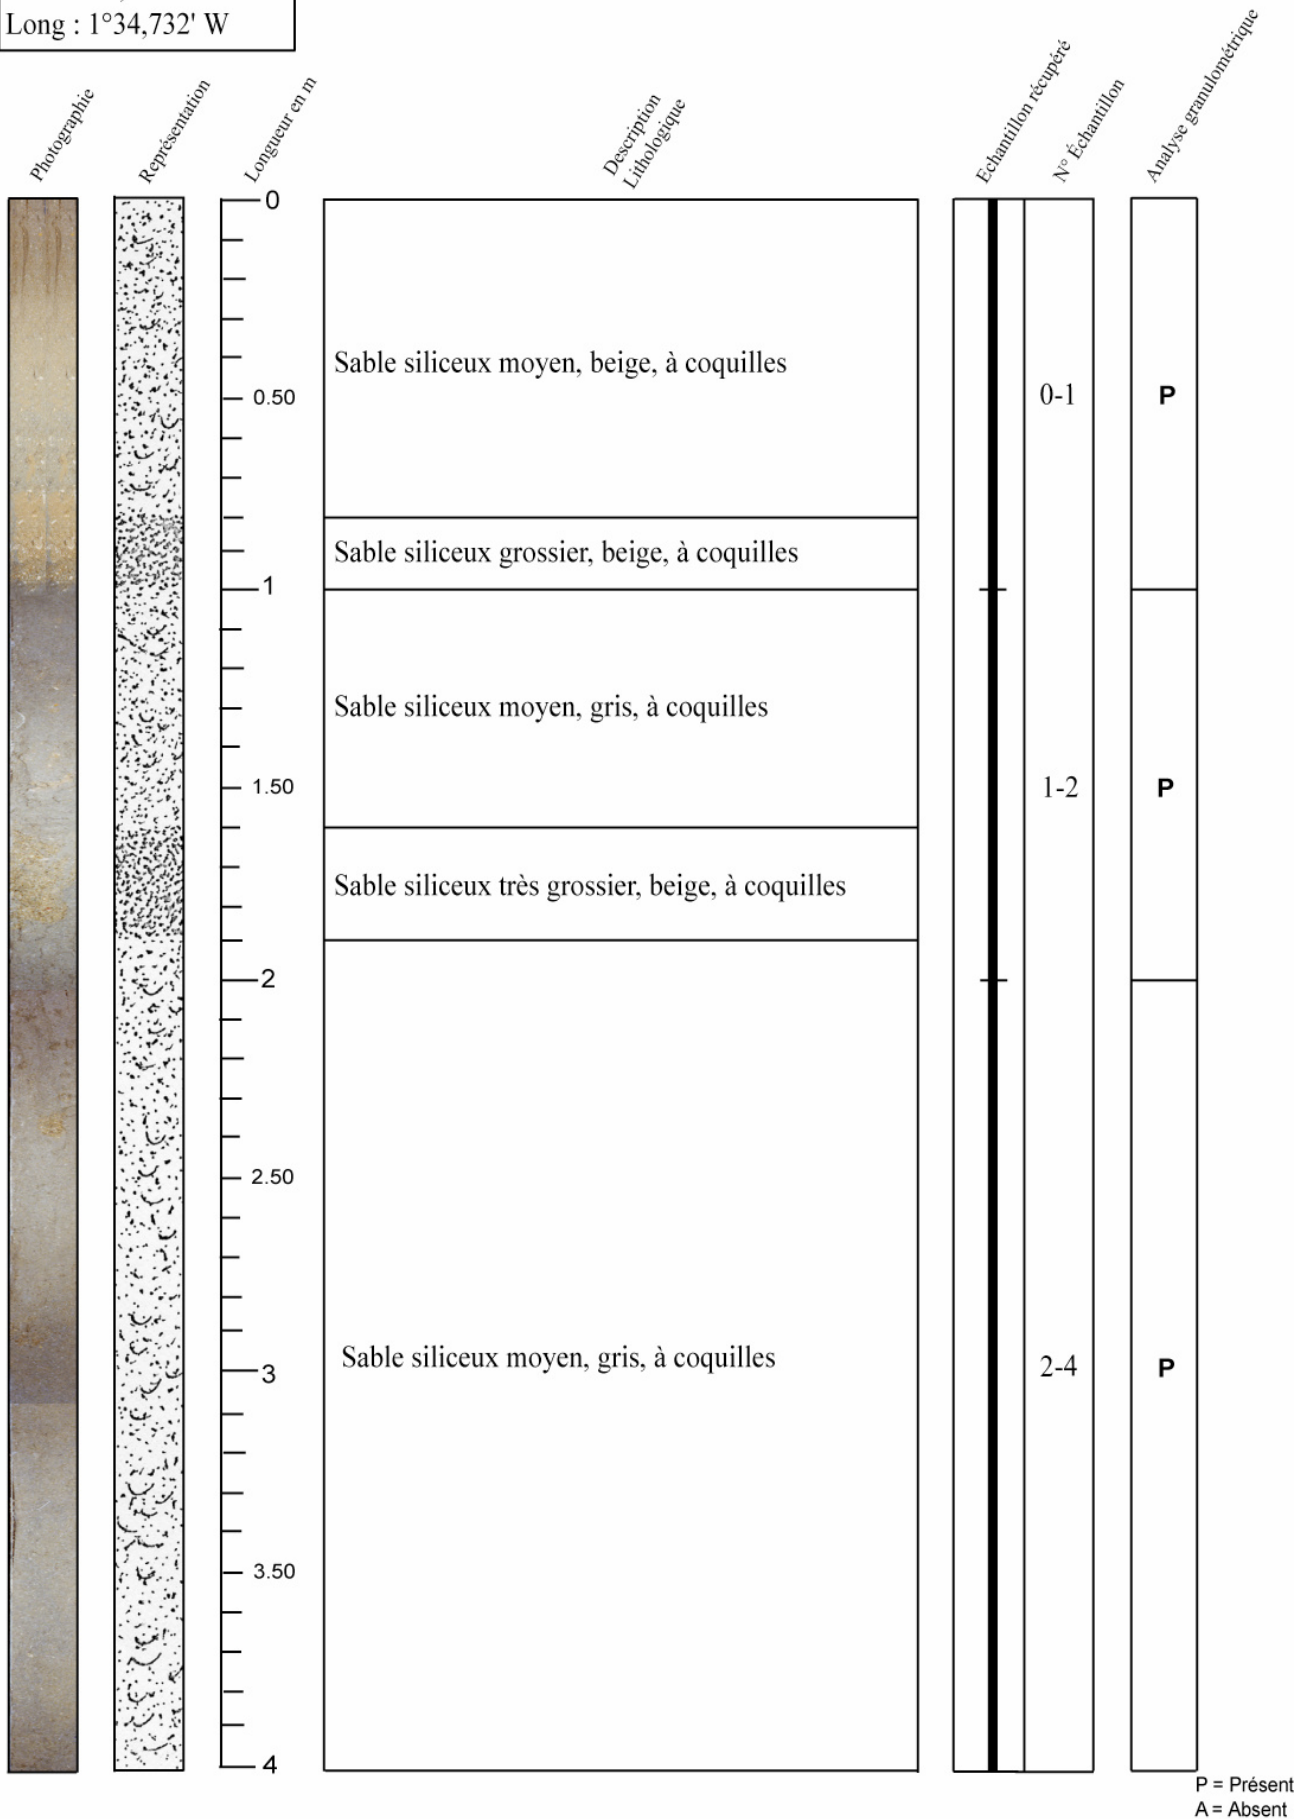 Long : 1°34,732' W
Photographie
Représentation
Longueur en m
Description
Lithologique
Echantillon récupéré
N° Échantillon
Analyse granulométrique
0
Sable siliceux moyen, beige, à coquilles
0.50
0-1
P
Sable siliceux grossier, beige, à coquilles
1
Sable siliceux moyen, gris, à coquilles
1.50
1-2
P
Sable siliceux très grossier, beige, à coquilles
2
2.50
Sable siliceux moyen, gris, à coquilles
3
2-4
P
3.50
4
P = Présent
A = Absent